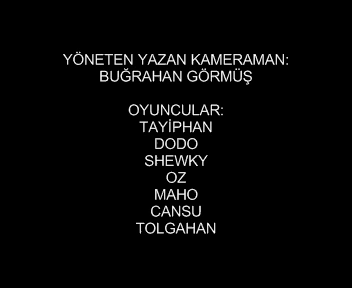 YÖNETEN YAZAN KAMERAMAN:
BUĞRAHAN GÖRMÜŞ
OYUNCULAR:
TAYİPHAN
DODO
SHEWKY
OZ
MAHO
CANSU
TOLGAHAN